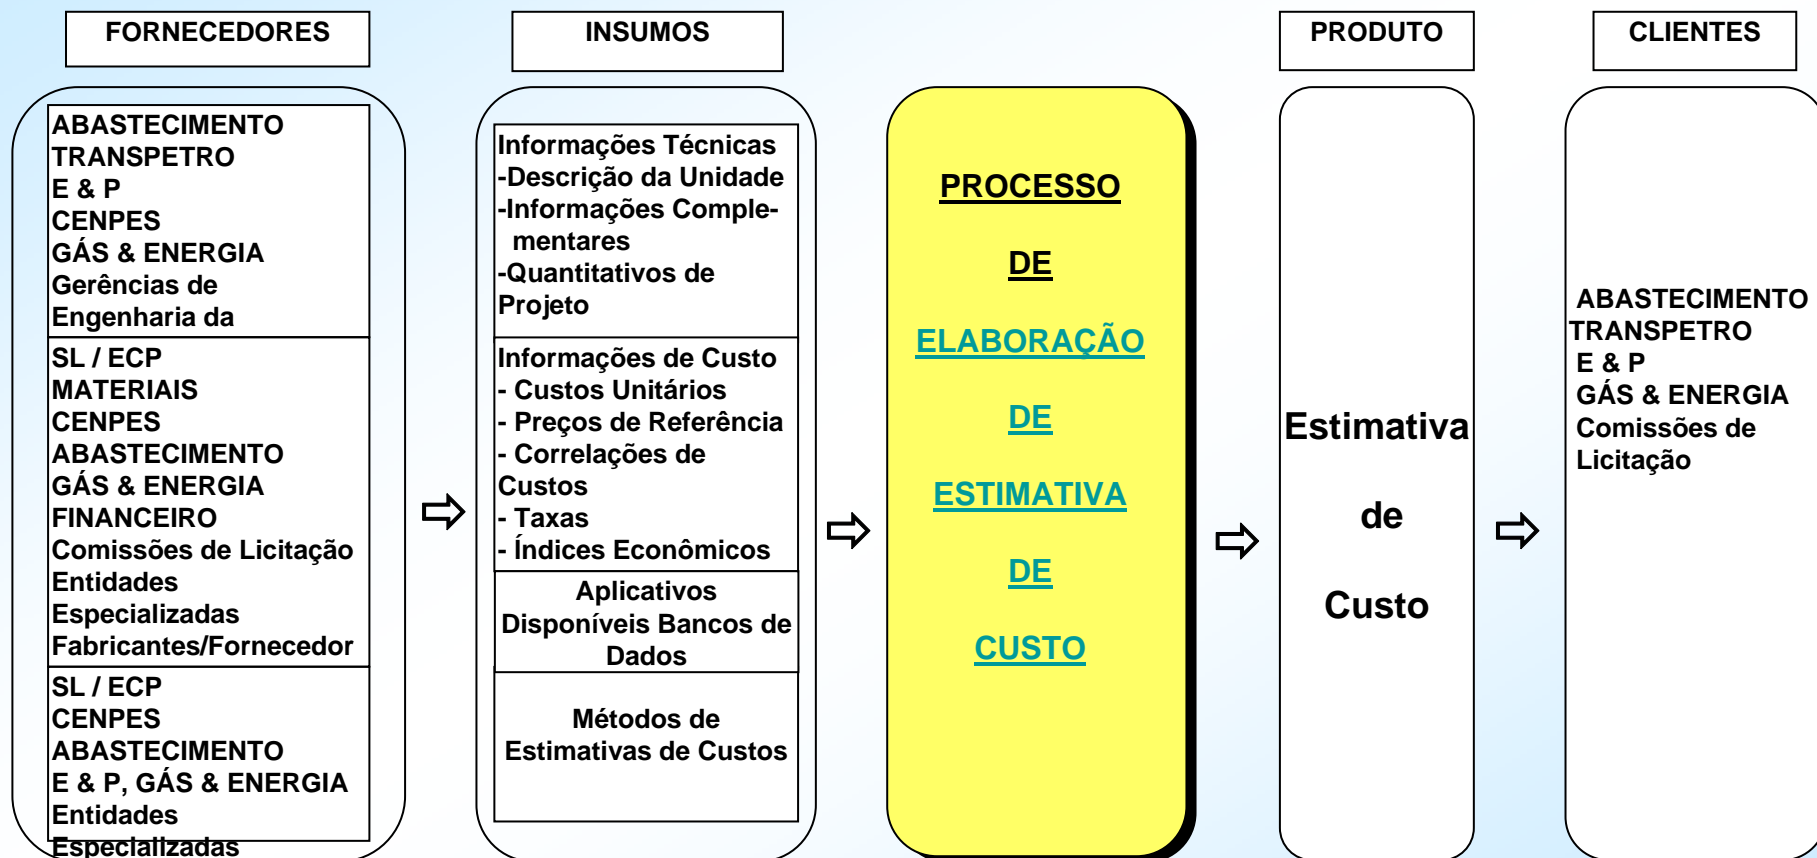 FORNECEDORES
INSUMOS
PRODUTO
CLIENTES
ABASTECIMENTO
TRANSPETRO
E & P
CENPES
GÁS & ENERGIA
Gerências de
Engenharia da
SL / ECP
MATERIAIS
CENPES
ABASTECIMENTO
GÁS & ENERGIA
FINANCEIRO
Comissões de Licitação
Entidades
Especializadas
Fabricantes/Fornecedor
SL / ECP
CENPES
ABASTECIMENTO
E & P, GÁS & ENERGIA
Entidades
Especializadas
Informações Técnicas
-Descrição da Unidade
-Informações Comple-
mentares
-Quantitativos de
Projeto
Informações de Custo
- Custos Unitários
- Preços de Referência
- Correlações de
Custos
- Taxas
- Índices Econômicos
Aplicativos
Disponíveis Bancos de
Dados
Métodos de
Estimativas de Custos
PROCESSO
DE
ELABORAÇÃO
DE
ESTIMATIVA
DE
CUSTO
Estimativa
de
Custo
ABASTECIMENTO
TRANSPETRO
E & P
GÁS & ENERGIA
Comissões de
Licitação